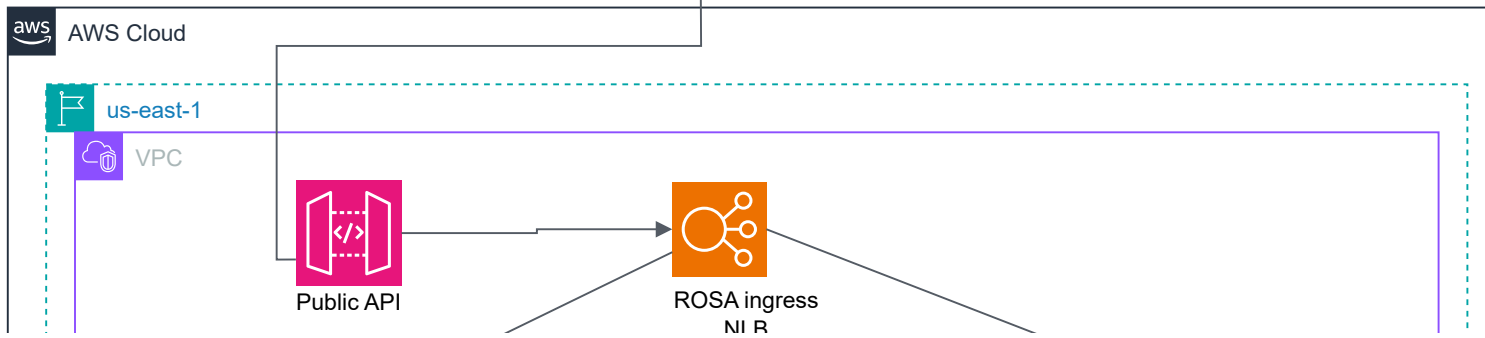 aws
AWS Cloud
us-east-1
VPC
</>
Public API
ROSA ingress
NLB